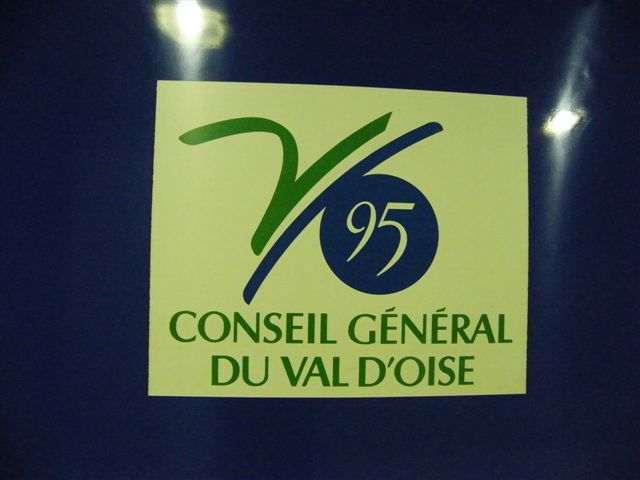 95
CONSEIL GÉNÉRAL
DU VAL D'OISE